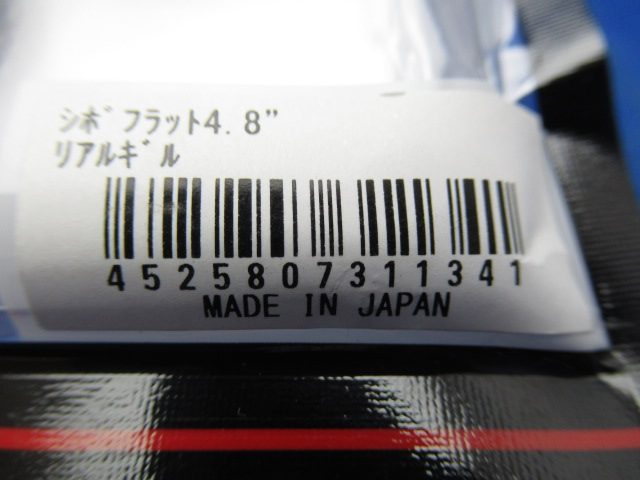 ｼﾎﾞﾌﾗｯﾄ4.8"
ﾘｱﾙｷﾞﾙ
4525807311341
MADE IN JAPAN